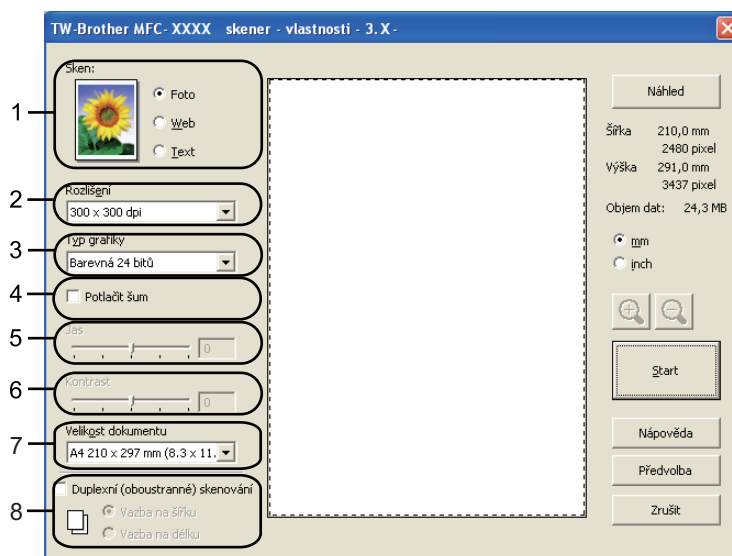 TW-Brother MFC- XXXX skener - vlastnosti - 3.X -
1
Sken:
Foto
Web
Text
2
Rozlišení
300 x 300 dpi
3
Typ grafiky
Barevná 24 bitů
4
Potlačit šum
5
Jas
0
6
Kontrast
0
7
Velikost dokumentu
A4 210 x 297 mm (8.3 x 11.
8
Duplexní (oboustranné) skenování
Vazba na šířku
Vazba na délku
Náhled
Šířka 210,0 mm
2480 pixel
Výška 291,0 mm
3437 pixel
Objem dat: 24,3 MB
mm
inch
Start
Nápověda
Předvolba
Zrušit